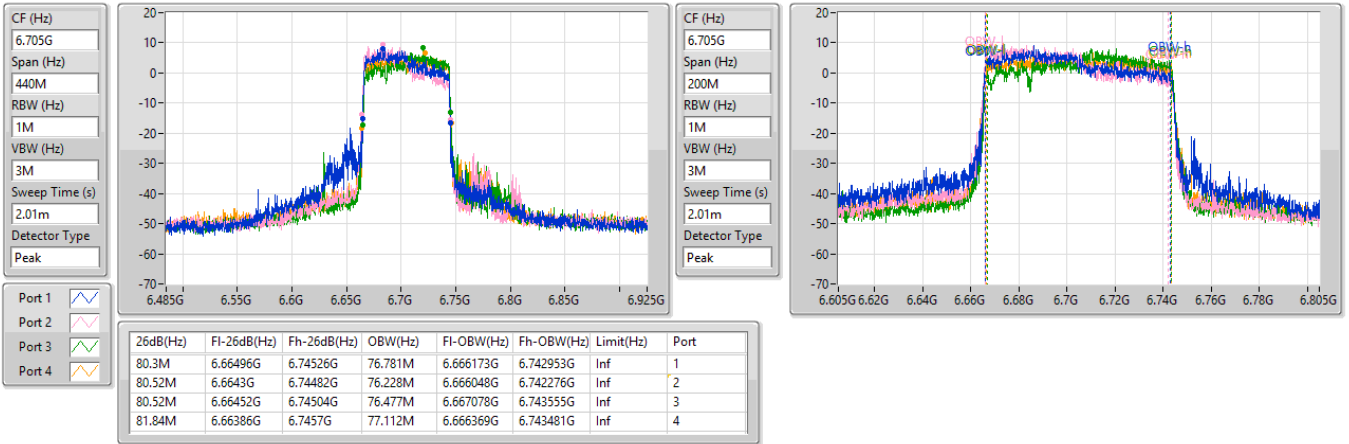 CF (Hz)
6.705G
Span (Hz)
440M
RBW (Hz)
1M
VBW (Hz)
3M
Sweep Time (s)
2.01m
Detector Type
Peak
Port 1
Port 2
Port 3
Port 4
20
10
0
-10
-20
-30
-40
-50
-60
-70
6.485G 6.55G 6.6G 6.65G 6.7G 6.75G 6.8G 6.85G 6.925G
CF (Hz)
6.705G
Span (Hz)
200M
RBW (Hz)
1M
VBW (Hz)
3M
Sweep Time (s)
2.01m
Detector Type
Peak
20
10
0
-10
-20
-30
-40
-50
-60
-70
OBW-l OBW-h
6.605G 6.62G 6.64G 6.66G 6.68G 6.7G 6.72G 6.74G 6.76G 6.78G 6.805G
26dB(Hz) Fl-26dB(Hz) Fh-26dB(Hz) OBW(Hz) Fl-OBW(Hz) Fh-OBW(Hz) Limit(Hz) Port
80.3M 6.66496G 6.74526G 76.781M 6.666173G 6.742953G Inf 1
80.52M 6.6643G 6.74482G 76.228M 6.666048G 6.742276G Inf 2
80.52M 6.66452G 6.74504G 76.477M 6.667078G 6.743555G Inf 3
81.84M 6.66386G 6.7457G 77.112M 6.666369G 6.743481G Inf 4